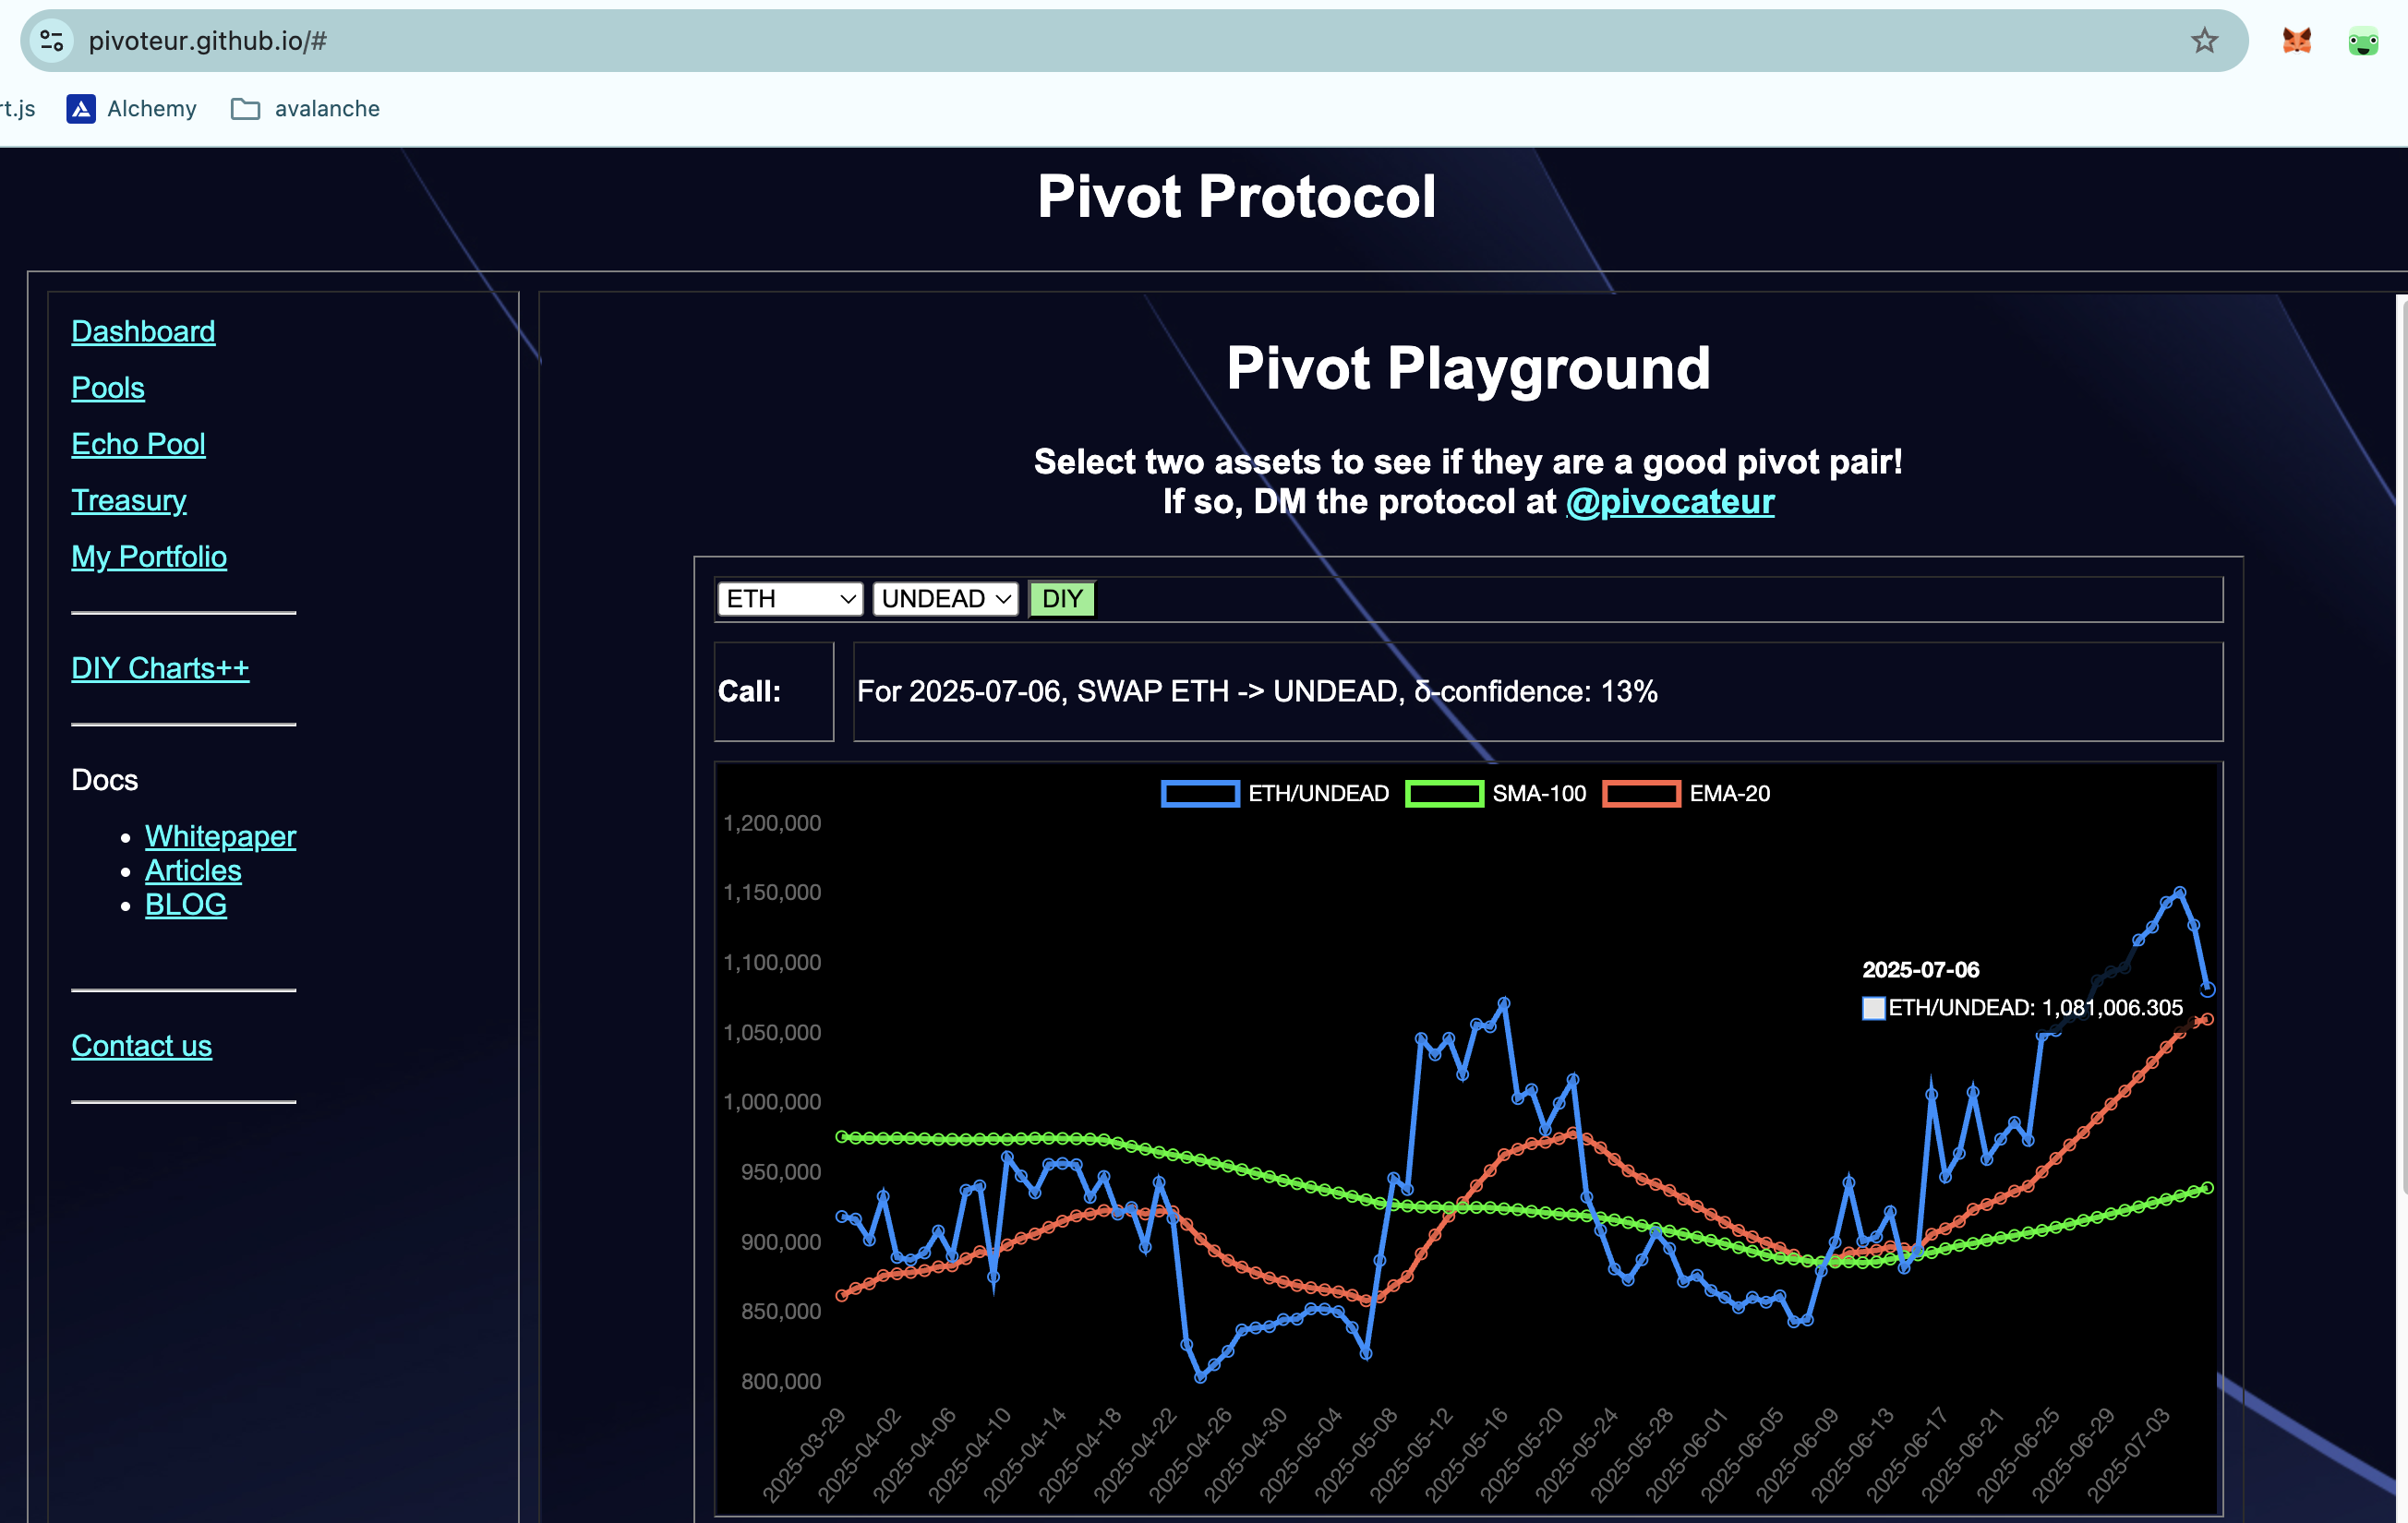 pivoteur.github.io/#
rt.js
Alchemy
avalanche
Pivot Protocol
Dashboard
Pools
Echo Pool
Treasury
My Portfolio
DIY Charts++
Docs
Whitepaper
Articles
BLOG
Contact us
Pivot Playground
Select two assets to see if they are a good pivot pair!
If so, DM the protocol at @pivocateur
ETH UNDEAD DIY
Call: For 2025-07-06, SWAP ETH -> UNDEAD, δ-confidence: 13%
ETH/UNDEAD SMA-100 EMA-20
1,200,000
1,150,000
1,100,000
1,050,000
1,000,000
950,000
900,000
850,000
800,000
2025-07-06
ETH/UNDEAD: 1,081,006.305
2025-03-29
2025-04-02
2025-04-06
2025-04-10
2025-04-14
2025-04-18
2025-04-22
2025-04-26
2025-04-30
2025-05-04
2025-05-08
2025-05-12
2025-05-16
2025-05-20
2025-05-24
2025-05-28
2025-06-01
2025-06-05
2025-06-09
2025-06-13
2025-06-17
2025-06-21
2025-06-25
2025-06-29
2025-07-03